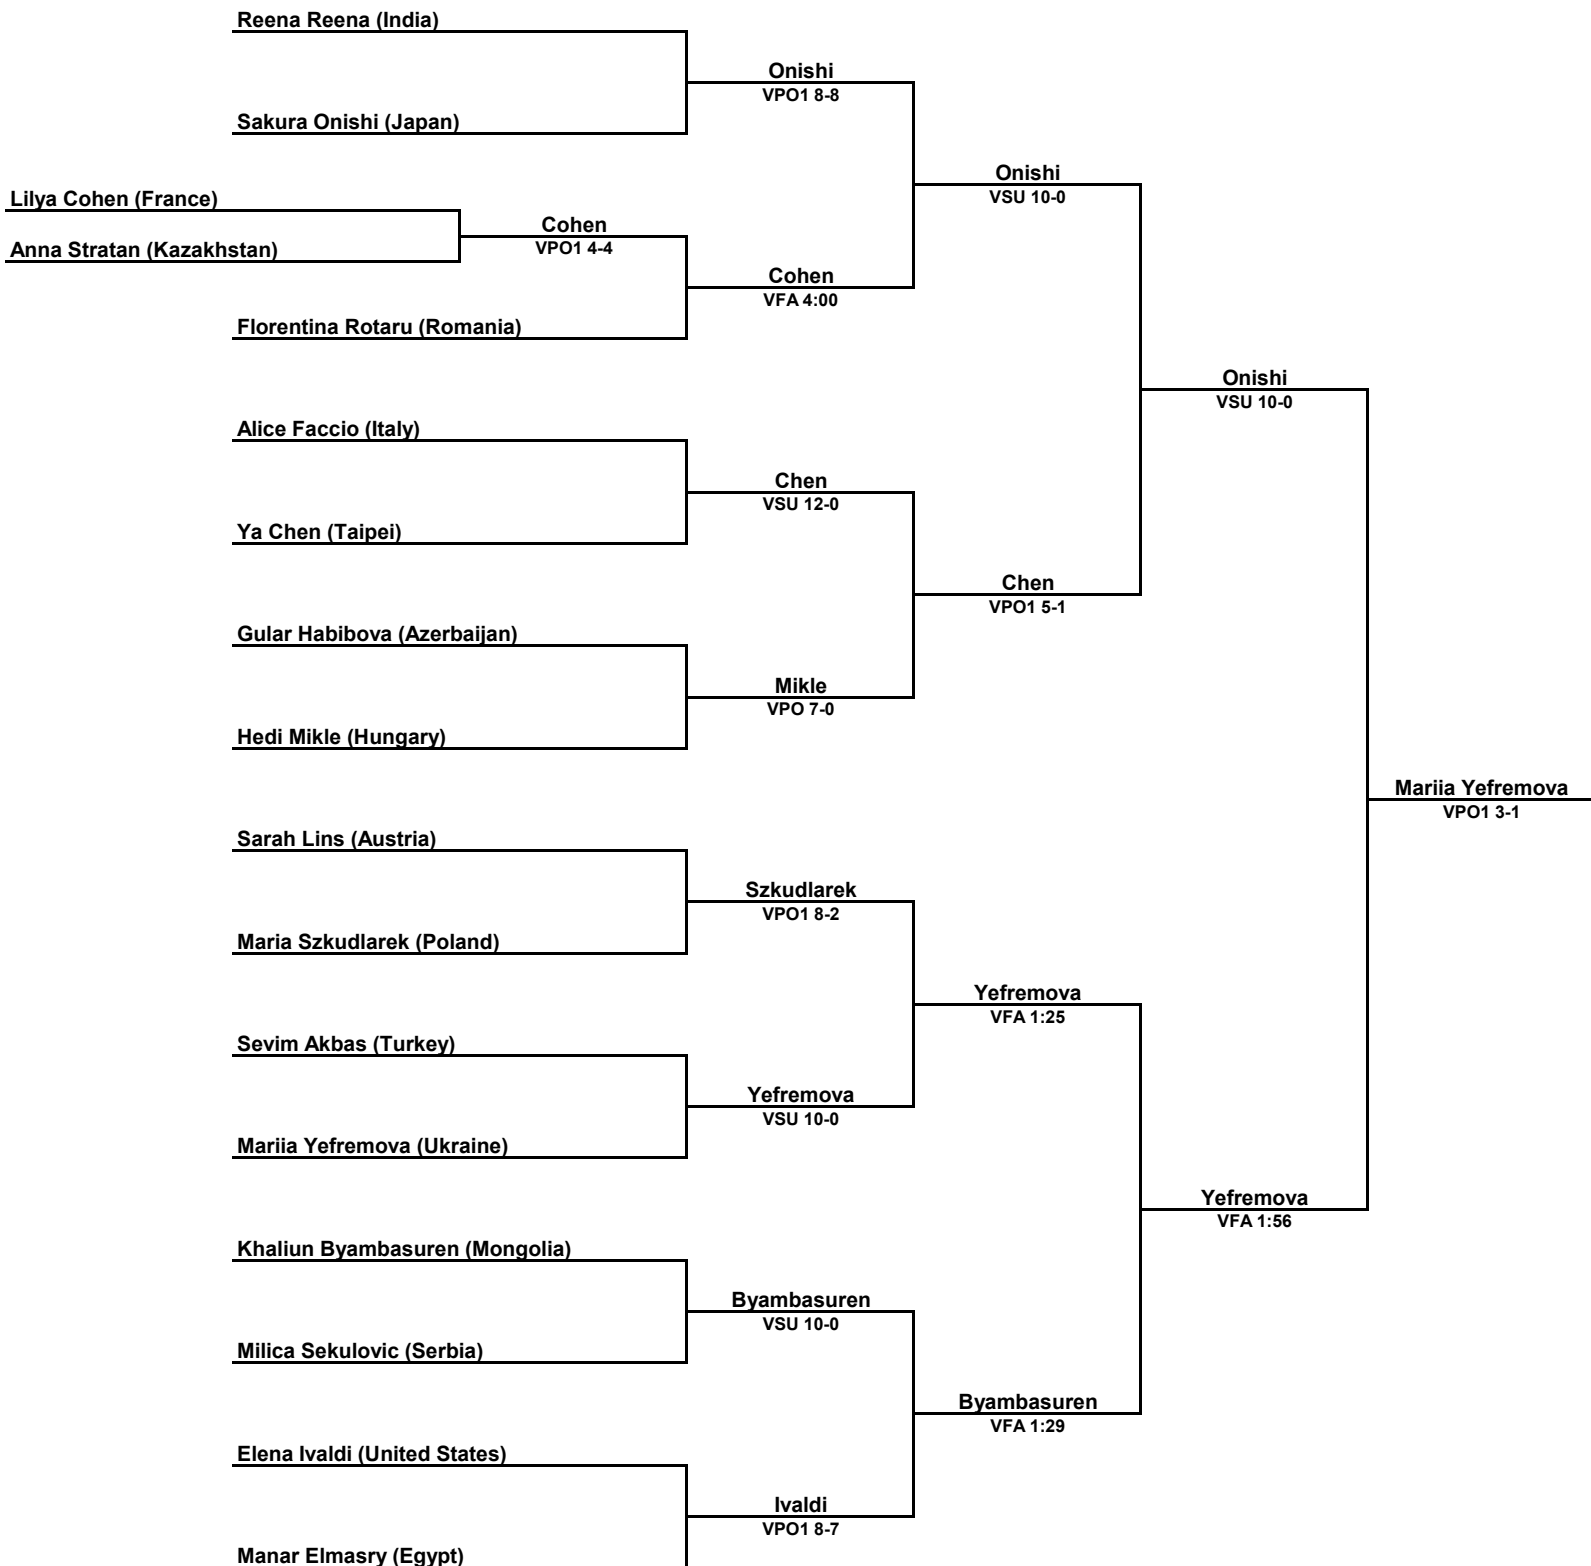 Reena Reena (India)
Onishi
VPO1 8-8
Sakura Onishi (Japan)
Onishi
VSU 10-0
Lilya Cohen (France)
Cohen
VPO1 4-4
Anna Stratan (Kazakhstan)
Cohen
VFA 4:00
Florentina Rotaru (Romania)
Onishi
VSU 10-0
Alice Faccio (Italy)
Chen
VSU 12-0
Ya Chen (Taipei)
Chen
VPO1 5-1
Gular Habibova (Azerbaijan)
Mikle
VPO 7-0
Hedi Mikle (Hungary)
Mariia Yefremova
VPO1 3-1
Sarah Lins (Austria)
Szkudlarek
VPO1 8-2
Maria Szkudlarek (Poland)
Yefremova
VFA 1:25
Sevim Akbas (Turkey)
Yefremova
VSU 10-0
Mariia Yefremova (Ukraine)
Yefremova
VFA 1:56
Khaliun Byambasuren (Mongolia)
Byambasuren
VSU 10-0
Milica Sekulovic (Serbia)
Byambasuren
VFA 1:29
Elena Ivaldi (United States)
Ivaldi
VPO1 8-7
Manar Elmasry (Egypt)